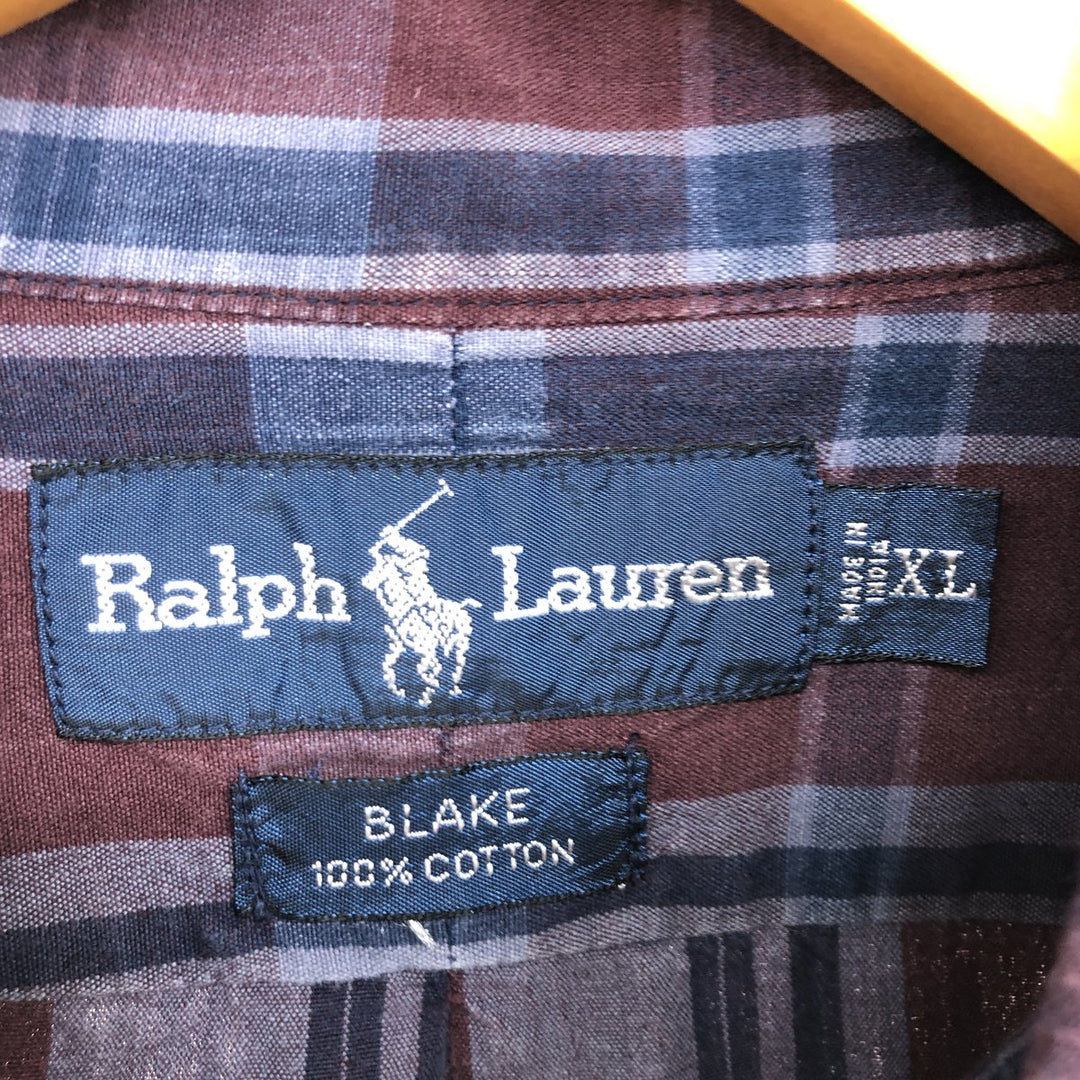 Ralph Lauren
MADE IN
INDIA
XL
BLAKE
100% COTTON